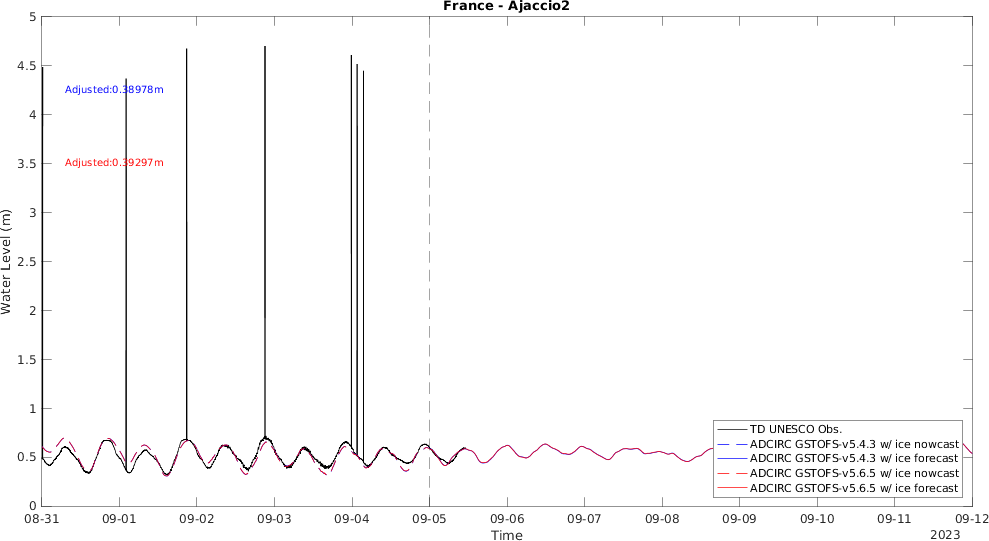 France - Ajaccio2
5
4.5
4
3.5
3
2.5
2
1.5
1
0.5
0
Water Level (m)
Adjusted:0.38978m
Adjusted:0.39297m
TD UNESCO Obs.
ADCIRC GSTOFS-v5.4.3 w/ ice nowcast
ADCIRC GSTOFS-v5.4.3 w/ ice forecast
ADCIRC GSTOFS-v5.6.5 w/ ice nowcast
ADCIRC GSTOFS-v5.6.5 w/ ice forecast
08-31 09-01 09-02 09-03 09-04 09-05 09-06 09-07 09-08 09-09 09-10 09-11 09-12
Time
2023